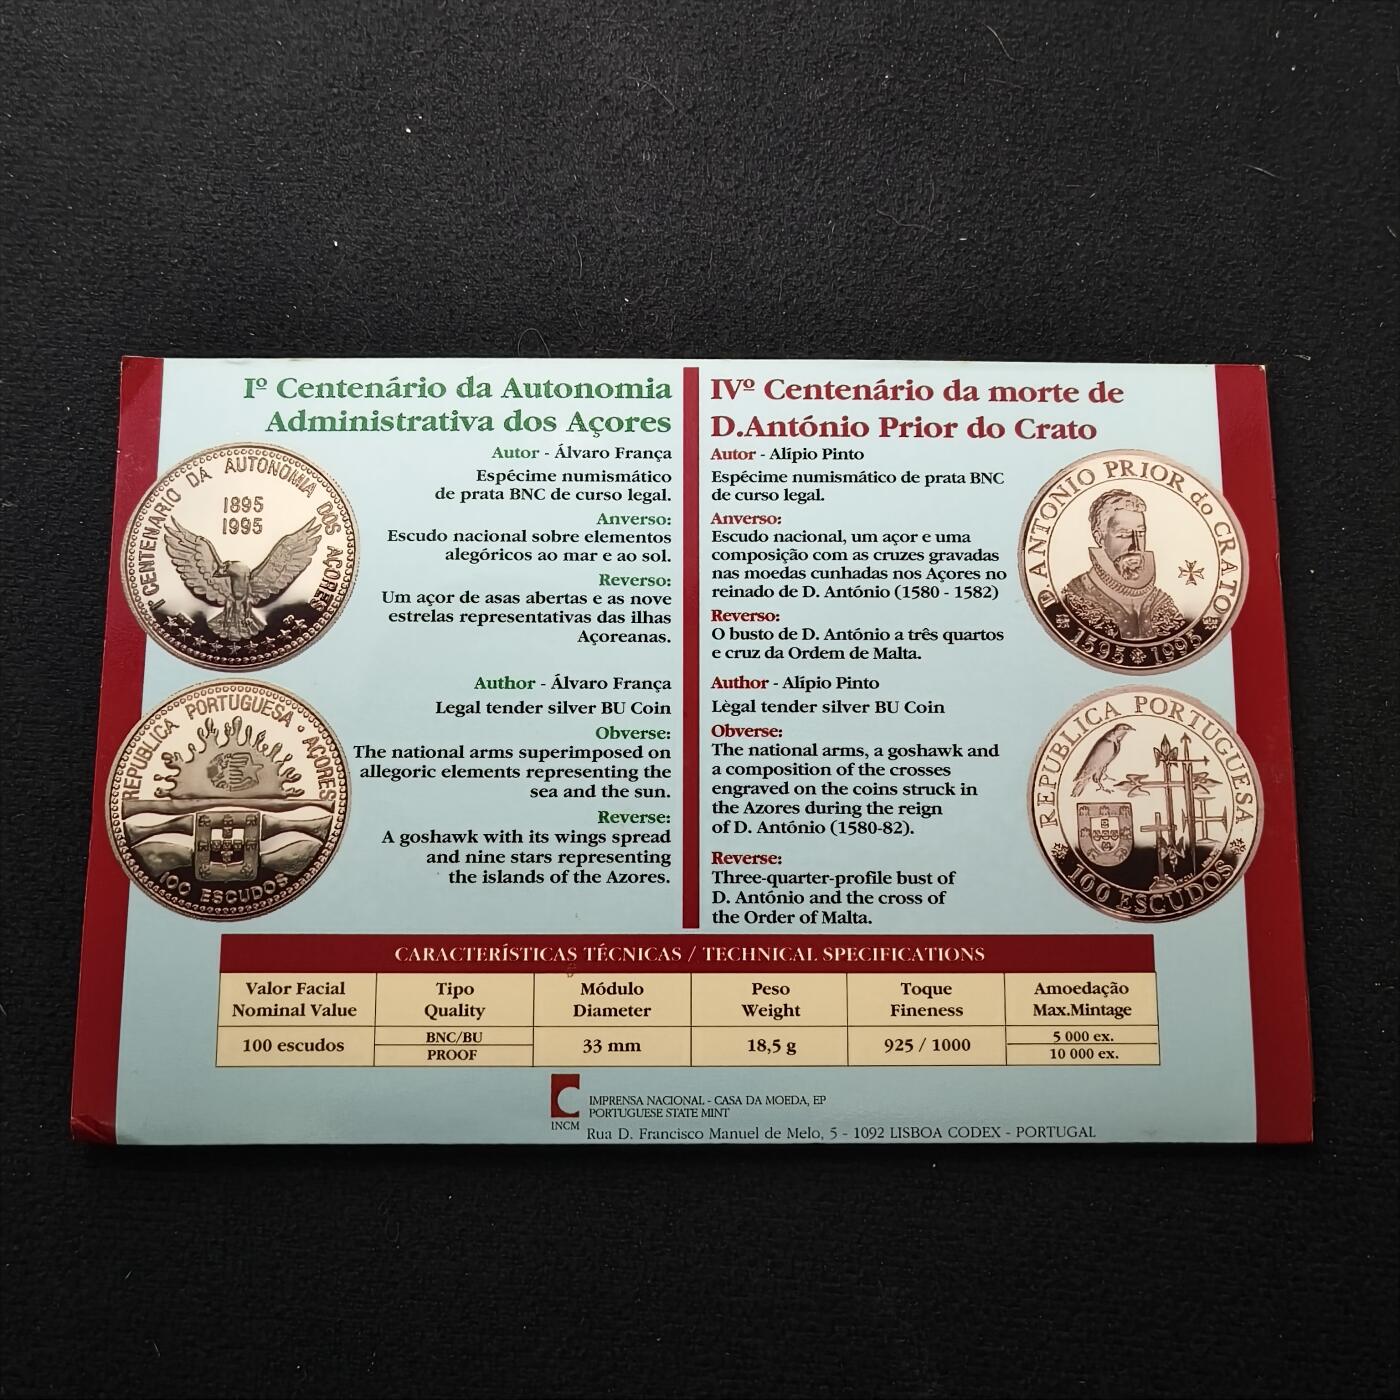 Iº Centenário da Autonomia
Administrativa dos Açores
Autor - Álvaro França
Espécime numismático
de prata BNC de curso legal.
Anverso:
Escudo nacional sobre elementos
alegóricos ao mar e ao sol.
Reverso:
Um açor de asas abertas e as nove
estrelas representativas das ilhas
Açoreanas.
Author - Álvaro França
Legal tender silver BU Coin
Obverse:
The national arms superimposed on
allegoric elements representing the
sea and the sun.
Reverse:
A goshawk with its wings spread
and nine stars representing
the islands of the Azores.
1º CENTENÁRIO DA AUTONOMIA DOS AÇORES
1895
1995
REPUBLICA PORTUGUESA · AÇORES
100 ESCUDOS
IVº Centenário da morte de
D.António Prior do Crato
Autor - Alípio Pinto
Espécime numismático de prata BNC
de curso legal.
Anverso:
Escudo nacional, um açor e uma
composição com as cruzes gravadas
nas moedas cunhadas nos Açores no
reinado de D. António (1580 - 1582)
Reverso:
O busto de D. António a três quartos
e cruz da Ordem de Malta.
Author - Alípio Pinto
Lègal tender silver BU Coin
Obverse:
The national arms, a goshawk and
a composition of the crosses
engraved on the coins struck in
the Azores during the reign
of D. António (1580-82).
Reverse:
Three-quarter-profile bust of
D. António and the cross of
the Order of Malta.
D ANTONIO PRIOR do CRATO
1595 1995
REPUBLICA PORTUGUESA
100 ESCUDOS
CARACTERÍSTICAS TÉCNICAS / TECHNICAL SPECIFICATIONS
Valor Facial Tipo Módulo Peso Toque Amoedação
Nominal Value Quality Diameter Weight Fineness Max.Mintage
100 escudos BNC/BU 33 mm 18,5 g 925 / 1000 5 000 ex.
PROOF 10 000 ex.
INCM
IMPRENSA NACIONAL - CASA DA MOEDA, EP
PORTUGUESE STATE MINT
Rua D. Francisco Manuel de Melo, 5 - 1092 LISBOA CODEX - PORTUGAL